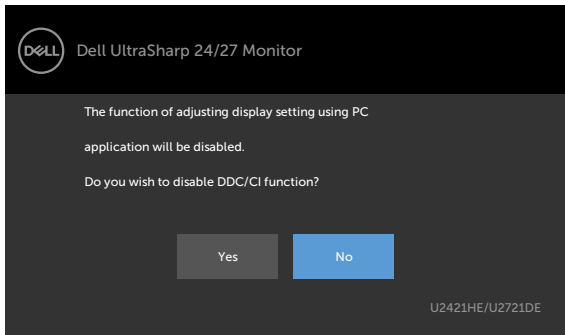 DELL
Dell UltraSharp 24/27 Monitor
The function of adjusting display setting using PC
application will be disabled.
Do you wish to disable DDC/CI function?
Yes
No
U2421HE/U2721DE